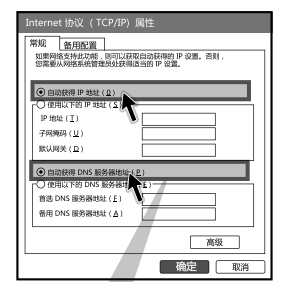 Internet 协议 （TCP/IP) 属性
常规 备用配置
如果网络支持此功能，则可以获取自动获得的 IP 设置。否则，
您需要从网络系统管理员处获得适当的 IP 设置。
自动获得 IP 地址 ( O )
使用以下的 IP 地址 ( S )
IP 地址 ( I )
子网掩码 ( U )
默认网关 ( D )
自动获得 DNS 服务器地址 ( P )
使用以下的 DNS 服务器地址 ( E )
首选 DNS 服务器地址 ( F )
备用 DNS 服务器地址 ( A )
高级
确定 取消